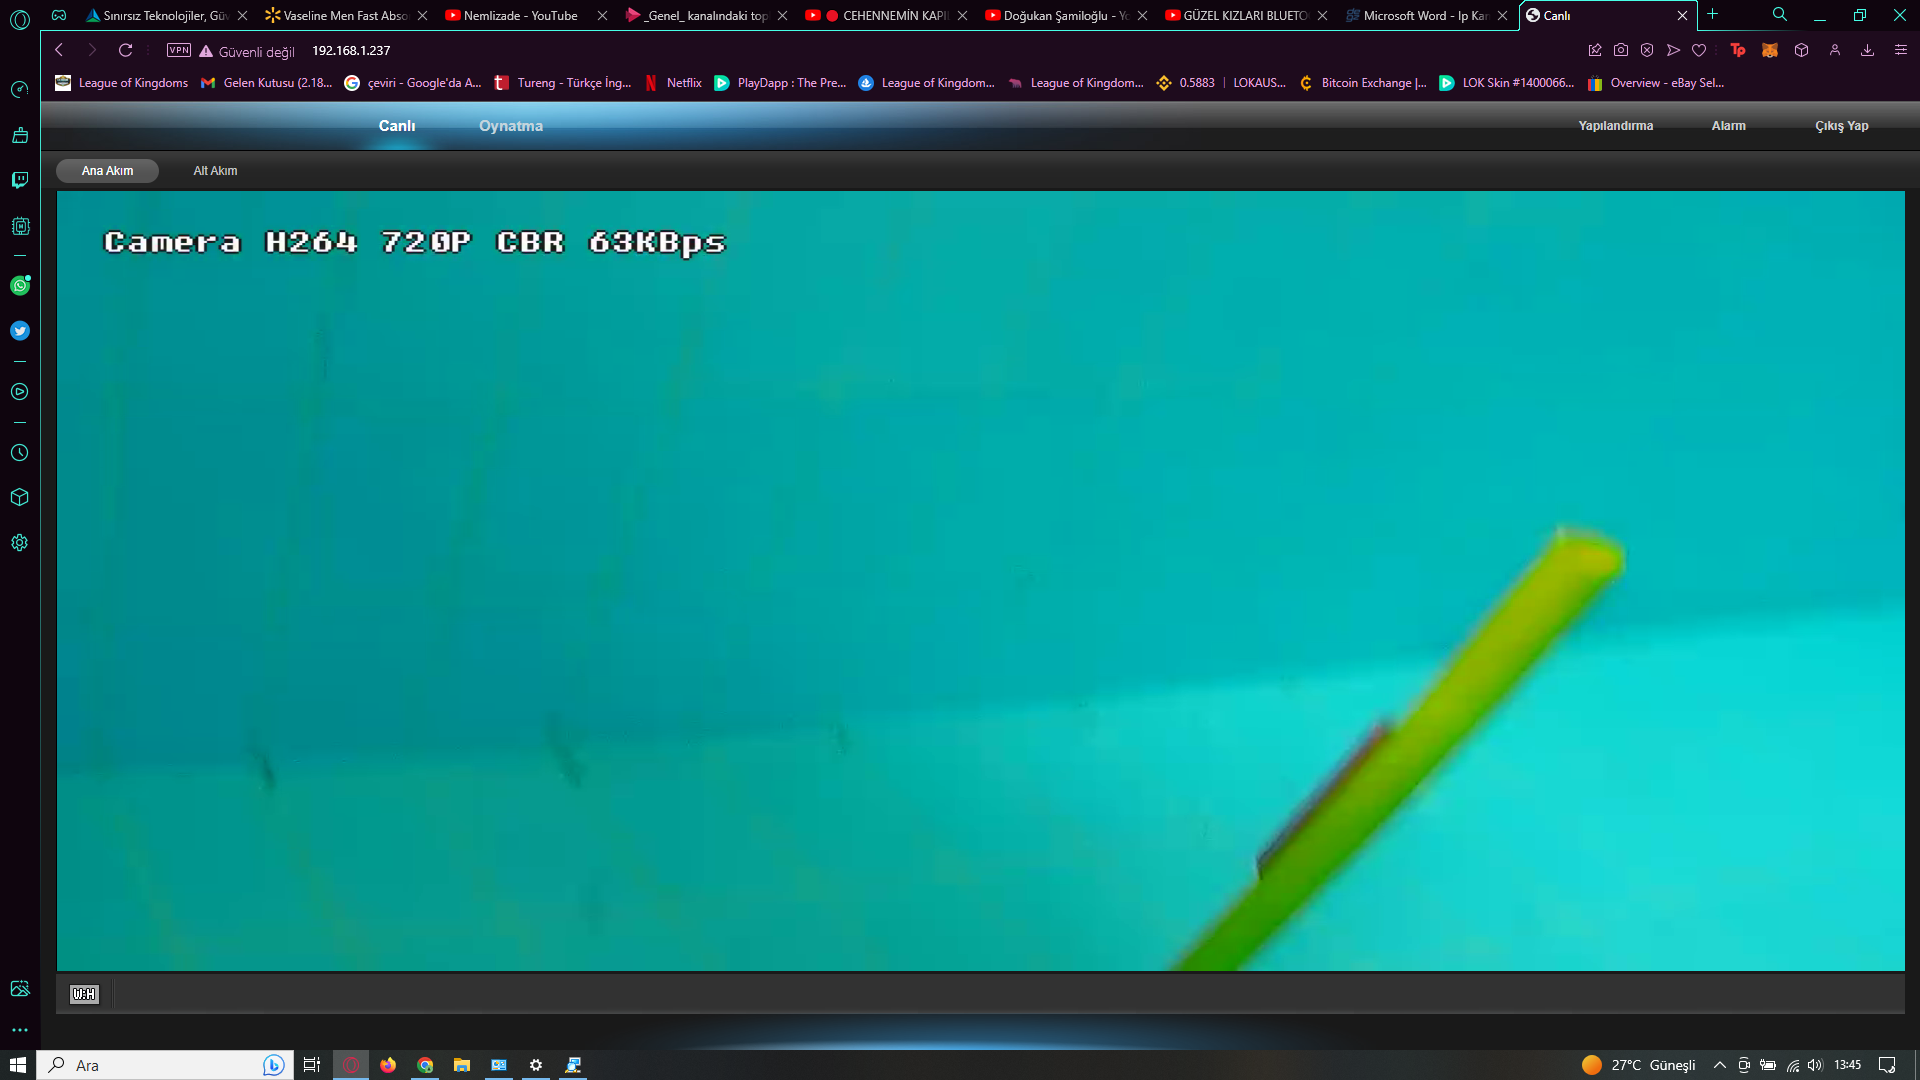 Sınırsız Teknolojiler, Güv
Vaseline Men Fast Abso
Nemlizade - YouTube
_Genel_ kanalındaki top
CEHENNEMİN KAPI
Doğukan Şamiloğlu - Yo
GÜZEL KIZLARI BLUETO
Microsoft Word - Ip Kam
Canlı
VPN
Güvenli değil
192.168.1.237
League of Kingdoms
Gelen Kutusu (2.18...
çeviri - Google'da A...
Tureng - Türkçe İng...
Netflix
PlayDapp : The Pre...
League of Kingdom...
League of Kingdom...
0.5883 | LOKAUS...
Bitcoin Exchange |...
LOK Skin #1400066...
Overview - eBay Sel...
Canlı
Oynatma
Yapılandırma
Alarm
Çıkış Yap
Ana Akım
Alt Akım
Camera H264 720P CBR 63KBps
W:H
Ara
27°C Güneşli
13:45